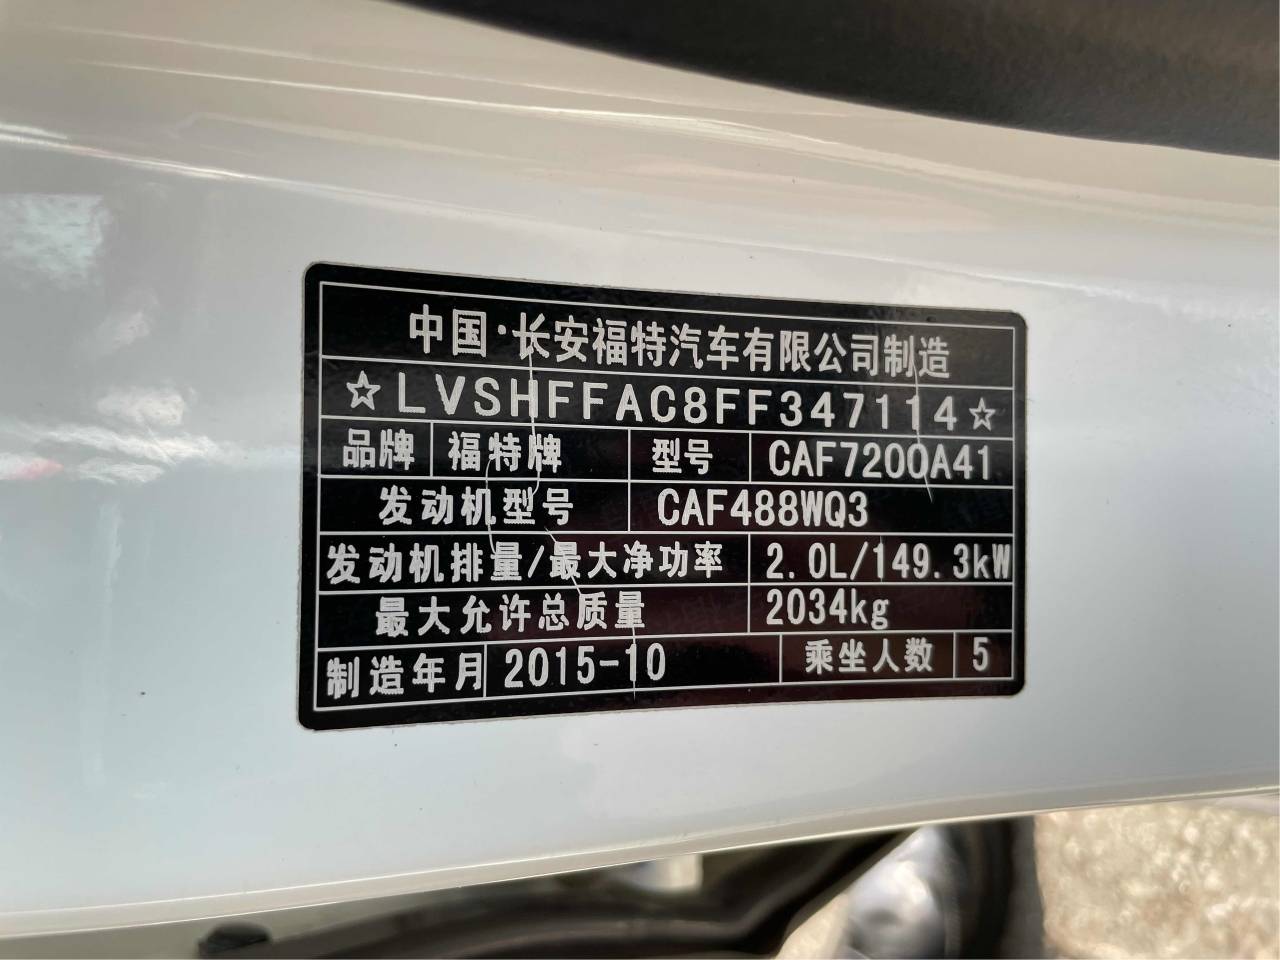 中国·长安福特汽车有限公司制造
☆LVSHFFAC8FF347114☆
品牌 福特牌 型号 CAF7200A41
发动机型号 CAF488WQ3
发动机排量/最大净功率 2.0L/149.3kW
最大允许总质量 2034kg
制造年月 2015-10 乘坐人数 5